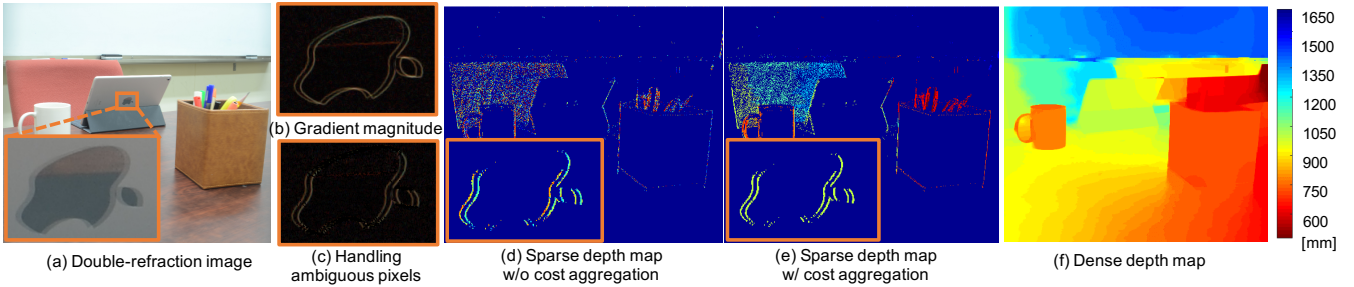 (b) Gradient magnitude
(a) Double-refraction image
(c) Handling
ambiguous pixels
(d) Sparse depth map
w/o cost aggregation
(e) Sparse depth map
w/ cost aggregation
(f) Dense depth map
1650
1500
1350
1200
1050
900
750
600
[mm]